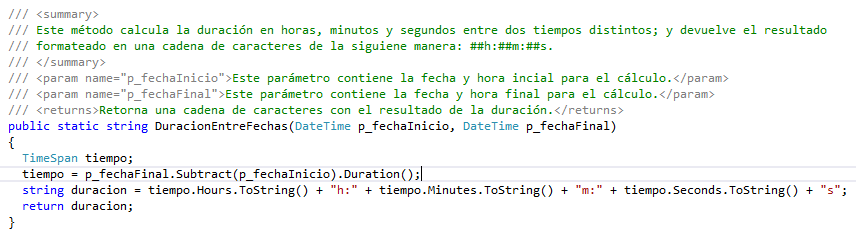 /// <summary>
/// Este método calcula la duración en horas, minutos y segundos entre dos tiempos distintos; y devuelve el resultado
/// formateado en una cadena de caracteres de la siguiene manera: ##h:##m:##s.
/// </summary>
/// <param name="p_fechaInicio">Este parámetro contiene la fecha y hora incial para el cálculo.</param>
/// <param name="p_fechaFinal">Este parámetro contiene la fecha y hora final para el cálculo.</param>
/// <returns>Retorna una cadena de caracteres con el resultado de la duración.</returns>
public static string DuracionEntreFechas(DateTime p_fechaInicio, DateTime p_fechaFinal)
{
  TimeSpan tiempo;
  tiempo = p_fechaFinal.Subtract(p_fechaInicio).Duration();
  string duracion = tiempo.Hours.ToString() + "h:" + tiempo.Minutes.ToString() + "m:" + tiempo.Seconds.ToString() + "s";
  return duracion;
}